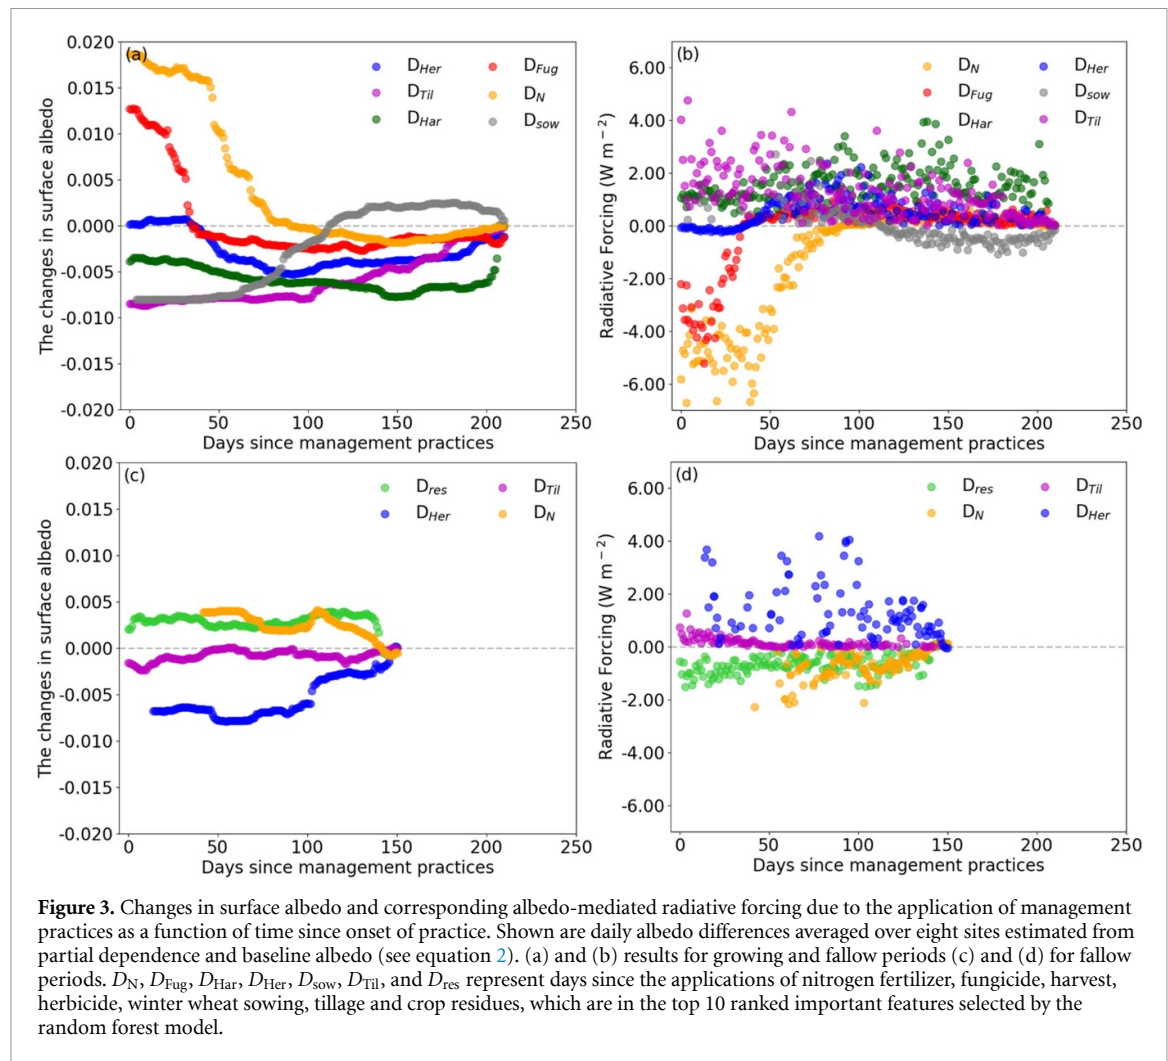 (a)
D_Her
D_Fug
D_Til
D_N
D_Har
D_sow
The changes in surface albedo
0.020
0.015
0.010
0.005
0.000
-0.005
-0.010
-0.015
-0.020
0 50 100 150 200 250
Days since management practices
(b)
D_N
D_Her
D_Fug
D_sow
D_Har
D_Til
Radiative Forcing (W m⁻²)
6.00
4.00
2.00
0.00
-2.00
-4.00
-6.00
0 50 100 150 200 250
Days since management practices
(c)
D_res
D_Til
D_Her
D_N
The changes in surface albedo
0.020
0.015
0.010
0.005
0.000
-0.005
-0.010
-0.015
-0.020
0 50 100 150 200 250
Days since management practices
(d)
D_res
D_Til
D_N
D_Her
Radiative Forcing (W m⁻²)
6.00
4.00
2.00
0.00
-2.00
-4.00
-6.00
0 50 100 150 200 250
Days since management practices
Figure 3. Changes in surface albedo and corresponding albedo-mediated radiative forcing due to the application of management
practices as a function of time since onset of practice. Shown are daily albedo differences averaged over eight sites estimated from
partial dependence and baseline albedo (see equation 2). (a) and (b) results for growing and fallow periods (c) and (d) for fallow
periods. D_N, D_Fug, D_Har, D_Her, D_sow, D_Til, and D_res represent days since the applications of nitrogen fertilizer, fungicide, harvest,
herbicide, winter wheat sowing, tillage and crop residues, which are in the top 10 ranked important features selected by the
random forest model.